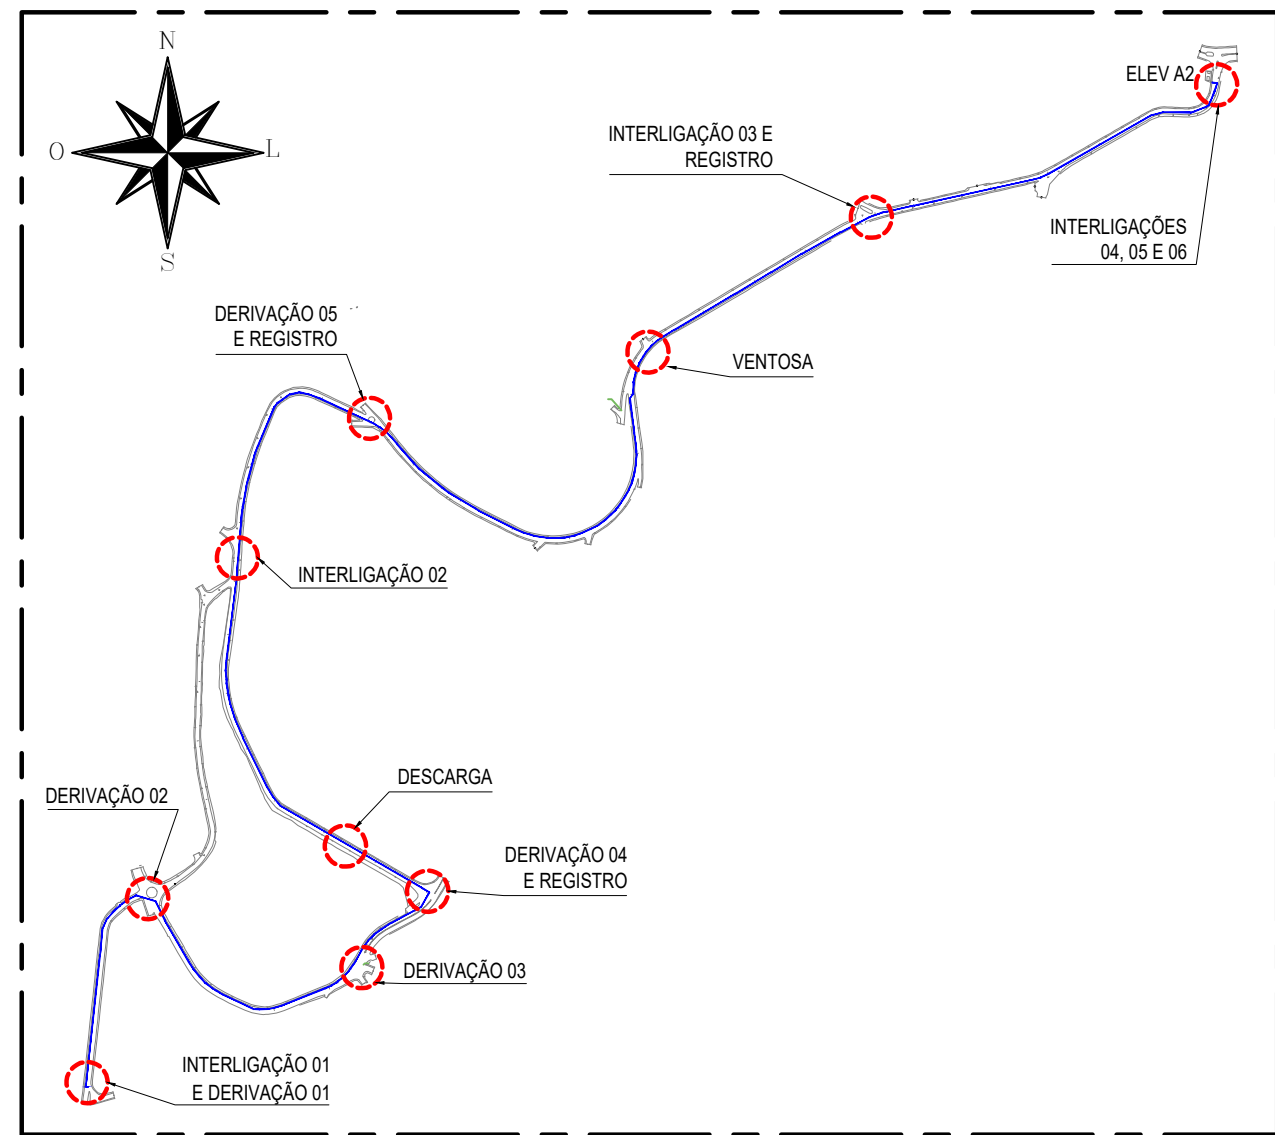 N
O
L
S
ELEV A2
INTERLIGAÇÃO 03 E
REGISTRO
INTERLIGAÇÕES
04, 05 E 06
DERIVAÇÃO 05
E REGISTRO
VENTOSA
INTERLIGAÇÃO 02
DESCARGA
DERIVAÇÃO 02
DERIVAÇÃO 04
E REGISTRO
DERIVAÇÃO 03
INTERLIGAÇÃO 01
E DERIVAÇÃO 01